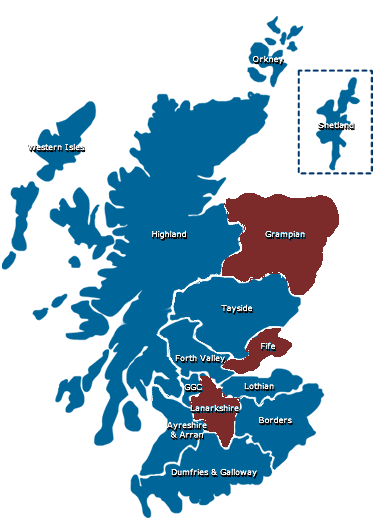 Orkney
Shetland
Western Isles
Highland
Grampian
Tayside
Fife
Forth Valley
GGC
Lothian
Lanarkshire
Ayreshire
& Arran
Borders
Dumfries & Galloway